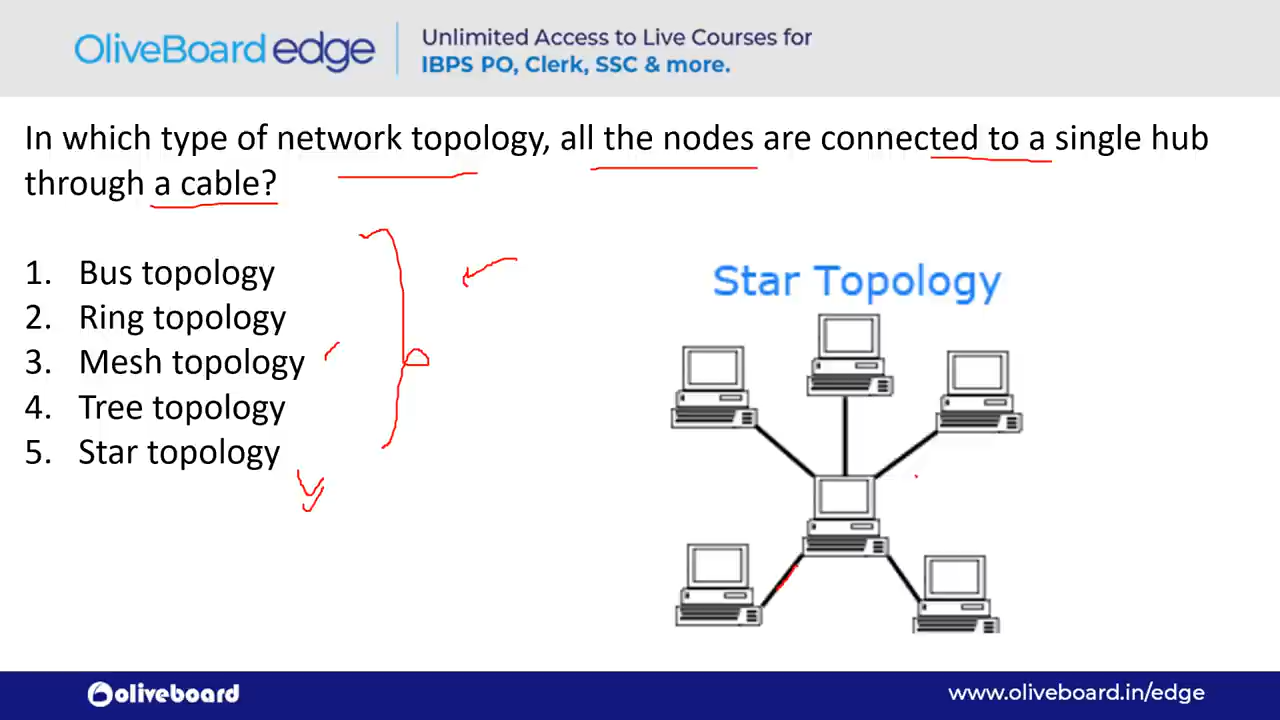 OliveBoard edge
Unlimited Access to Live Courses for
IBPS PO, Clerk, SSC & more.
In which type of network topology, all the nodes are connected to a single hub
through a cable?
1. Bus topology
2. Ring topology
3. Mesh topology
4. Tree topology
5. Star topology
Star Topology
oliveboard
www.oliveboard.in/edge